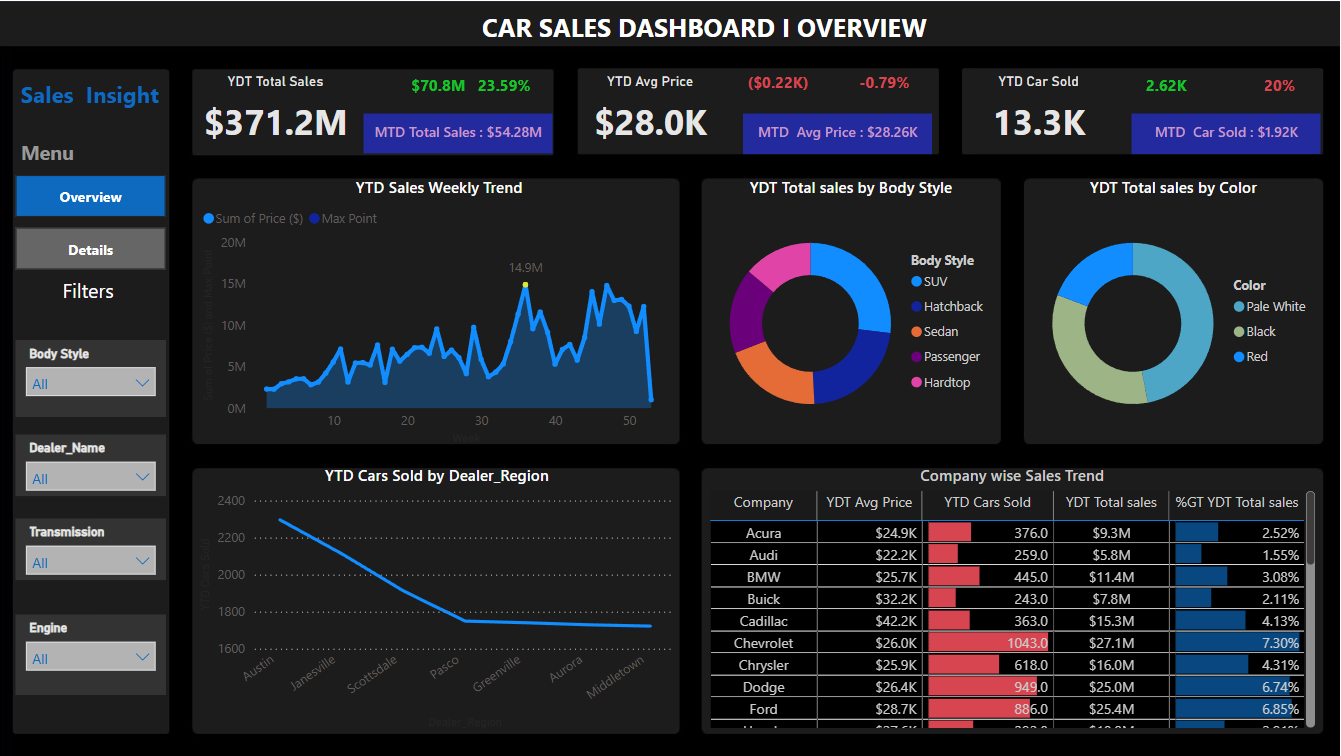 CAR SALES DASHBOARD I OVERVIEW
Sales Insight
Menu
Overview
Details
Filters
Body Style
All
Dealer_Name
All
Transmission
All
Engine
All
YDT Total Sales
$70.8M 23.59%
$371.2M
MTD Total Sales : $54.28M
YTD Avg Price
($0.22K) -0.79%
$28.0K
MTD Avg Price : $28.26K
YTD Car Sold
2.62K 20%
13.3K
MTD Car Sold : $1.92K
YTD Sales Weekly Trend
Sum of Price ($) Max Point
20M
15M
10M
5M
0M
14.9M
10 20 30 40 50
Week
YDT Total sales by Body Style
Body Style
SUV
Hatchback
Sedan
Passenger
Hardtop
YDT Total sales by Color
Color
Pale White
Black
Red
YTD Cars Sold by Dealer_Region
YTD Cars Sold
2400
2200
2000
1800
1600
Austin
Janesville
Scottsdale
Pasco
Greenville
Aurora
Middletown
Dealer_Region
Company wise Sales Trend
Company YDT Avg Price YTD Cars Sold YDT Total sales %GT YDT Total sales
Acura $24.9K 376.0 $9.3M 2.52%
Audi $22.2K 259.0 $5.8M 1.55%
BMW $25.7K 445.0 $11.4M 3.08%
Buick $32.2K 243.0 $7.8M 2.11%
Cadillac $42.2K 363.0 $15.3M 4.13%
Chevrolet $26.0K 1043.0 $27.1M 7.30%
Chrysler $25.9K 618.0 $16.0M 4.31%
Dodge $26.4K 949.0 $25.0M 6.74%
Ford $28.7K 886.0 $25.4M 6.85%